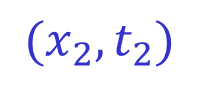 (x₂, t₂)